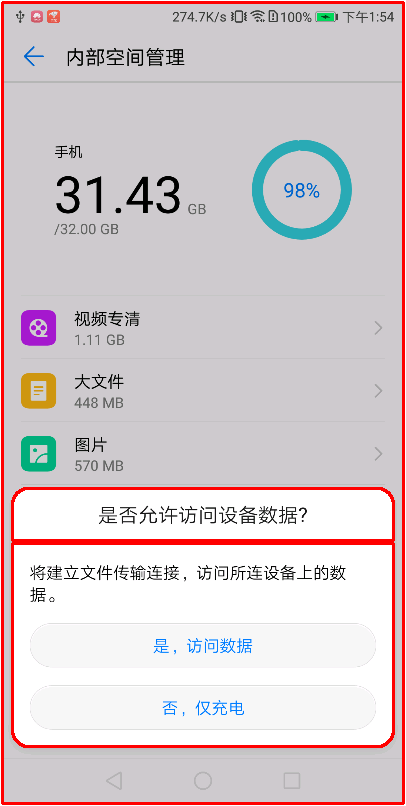 274.7K/s 100% 下午1:54
内部空间管理
手机
31.43 GB
/32.00 GB
98%
视频专清
1.11 GB
大文件
448 MB
图片
570 MB
是否允许访问设备数据?
将建立文件传输连接，访问所连设备上的数
据。
是，访问数据
否，仅充电